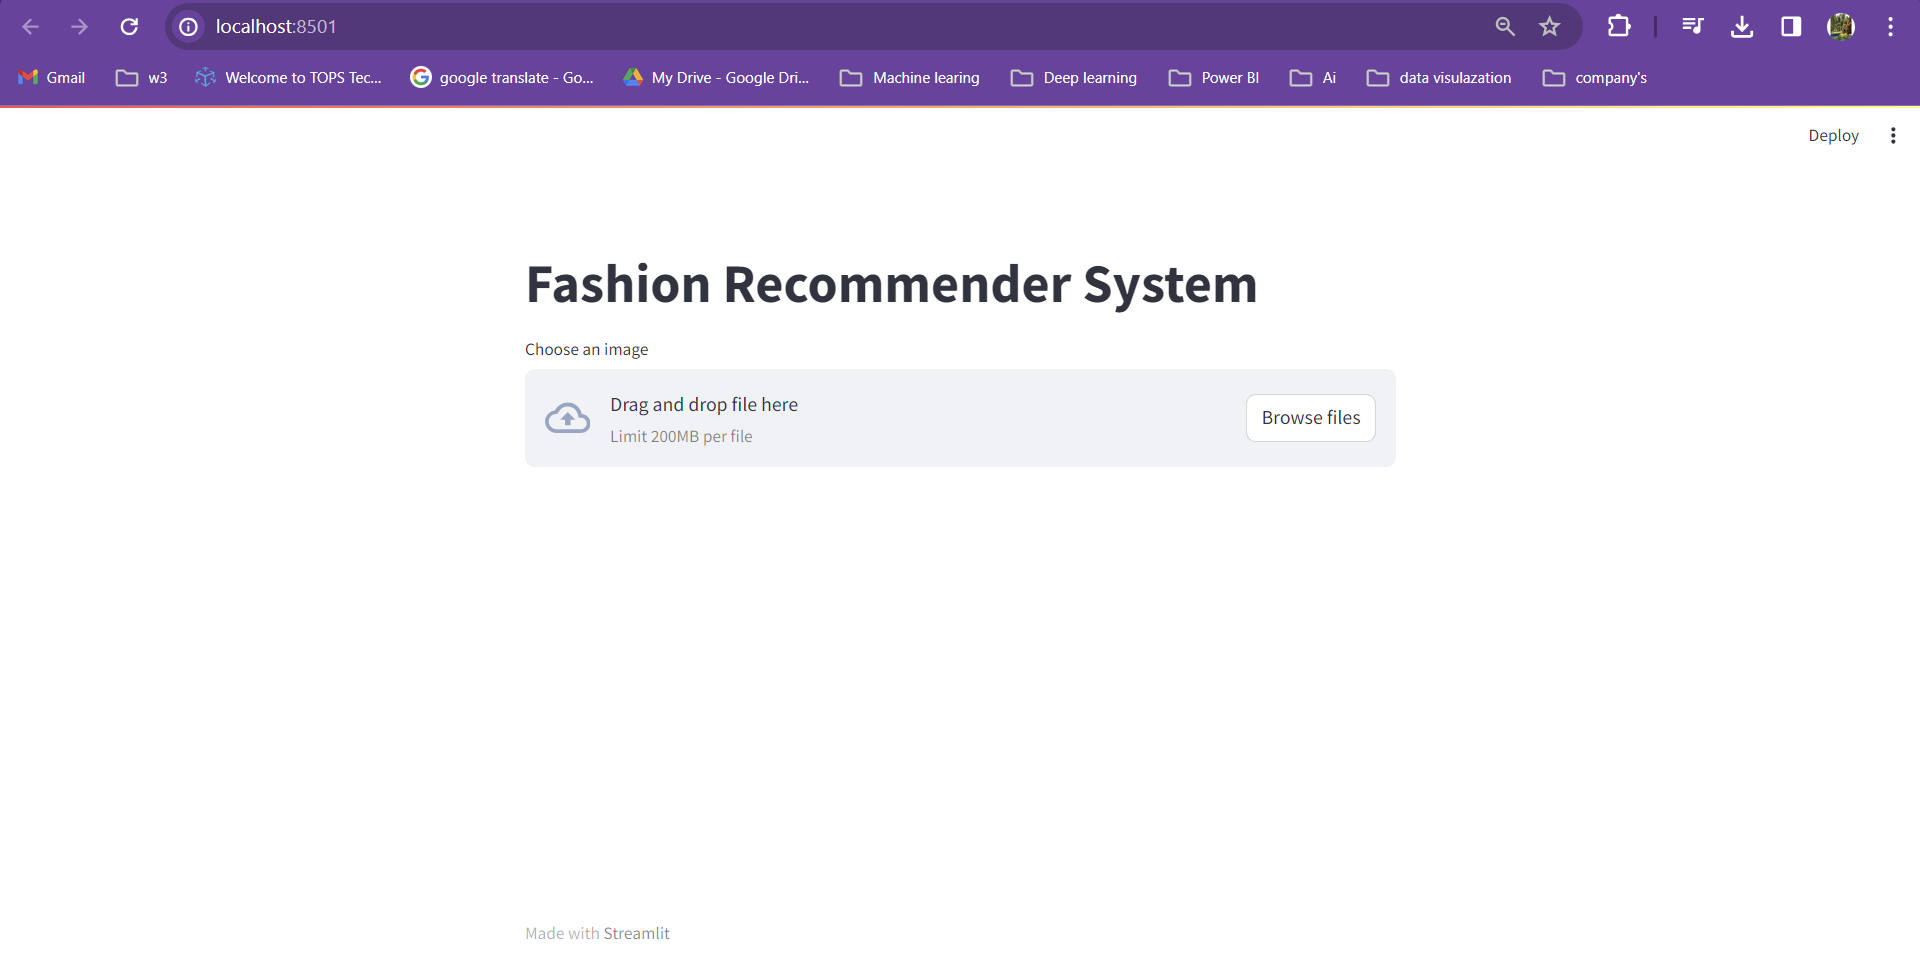 localhost:8501
Gmail w3 Welcome to TOPS Tec... google translate - Go... My Drive - Google Dri... Machine learing Deep learning Power BI Ai data visulazation company's
Deploy
Fashion Recommender System
Choose an image
Drag and drop file here
Limit 200MB per file
Browse files
Made with Streamlit